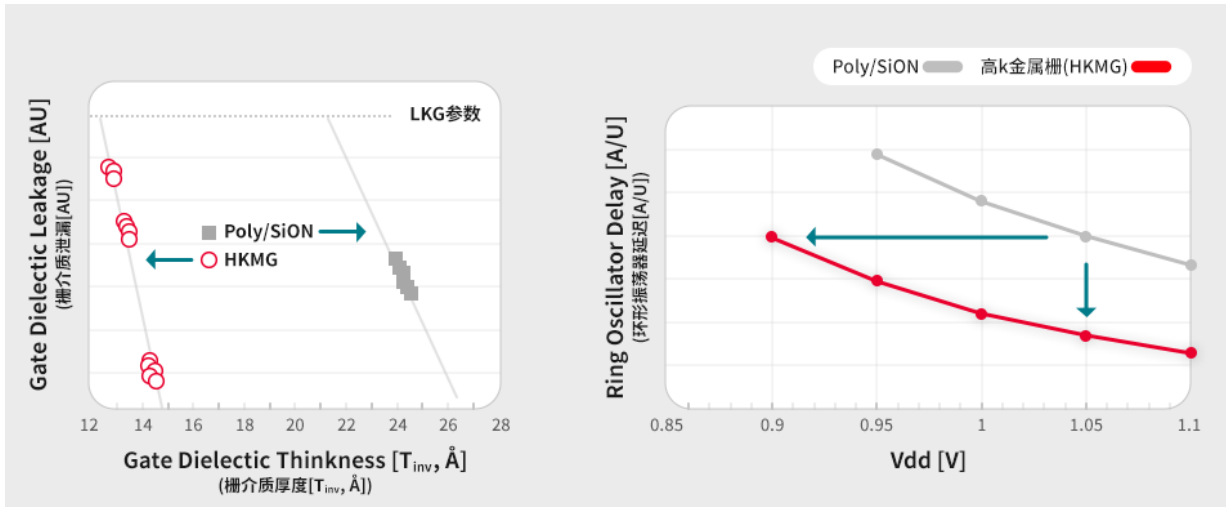 Gate Dielectic Leakage [AU]
(栅介质泄漏[AU])
LKG参数
Poly/SiON
HKMG
12 14 16 18 20 22 24 26 28
Gate Dielectic Thinkness [Tinv, Å]
(栅介质厚度[Tinv, Å])
Poly/SiON 高k金属栅(HKMG)
Ring Oscillator Delay [A/U]
(环形振荡器延迟[A/U])
0.85 0.9 0.95 1 1.05 1.1
Vdd [V]